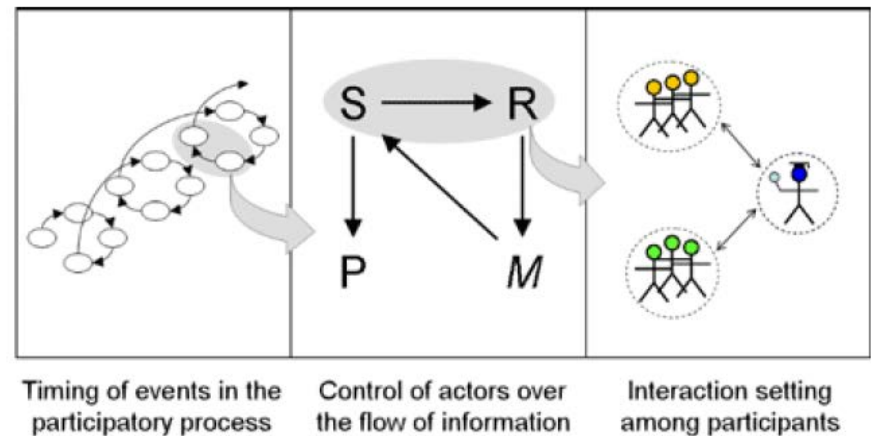 S
R
P
M
Timing of events in the
participatory process
Control of actors over
the flow of information
Interaction setting
among participants